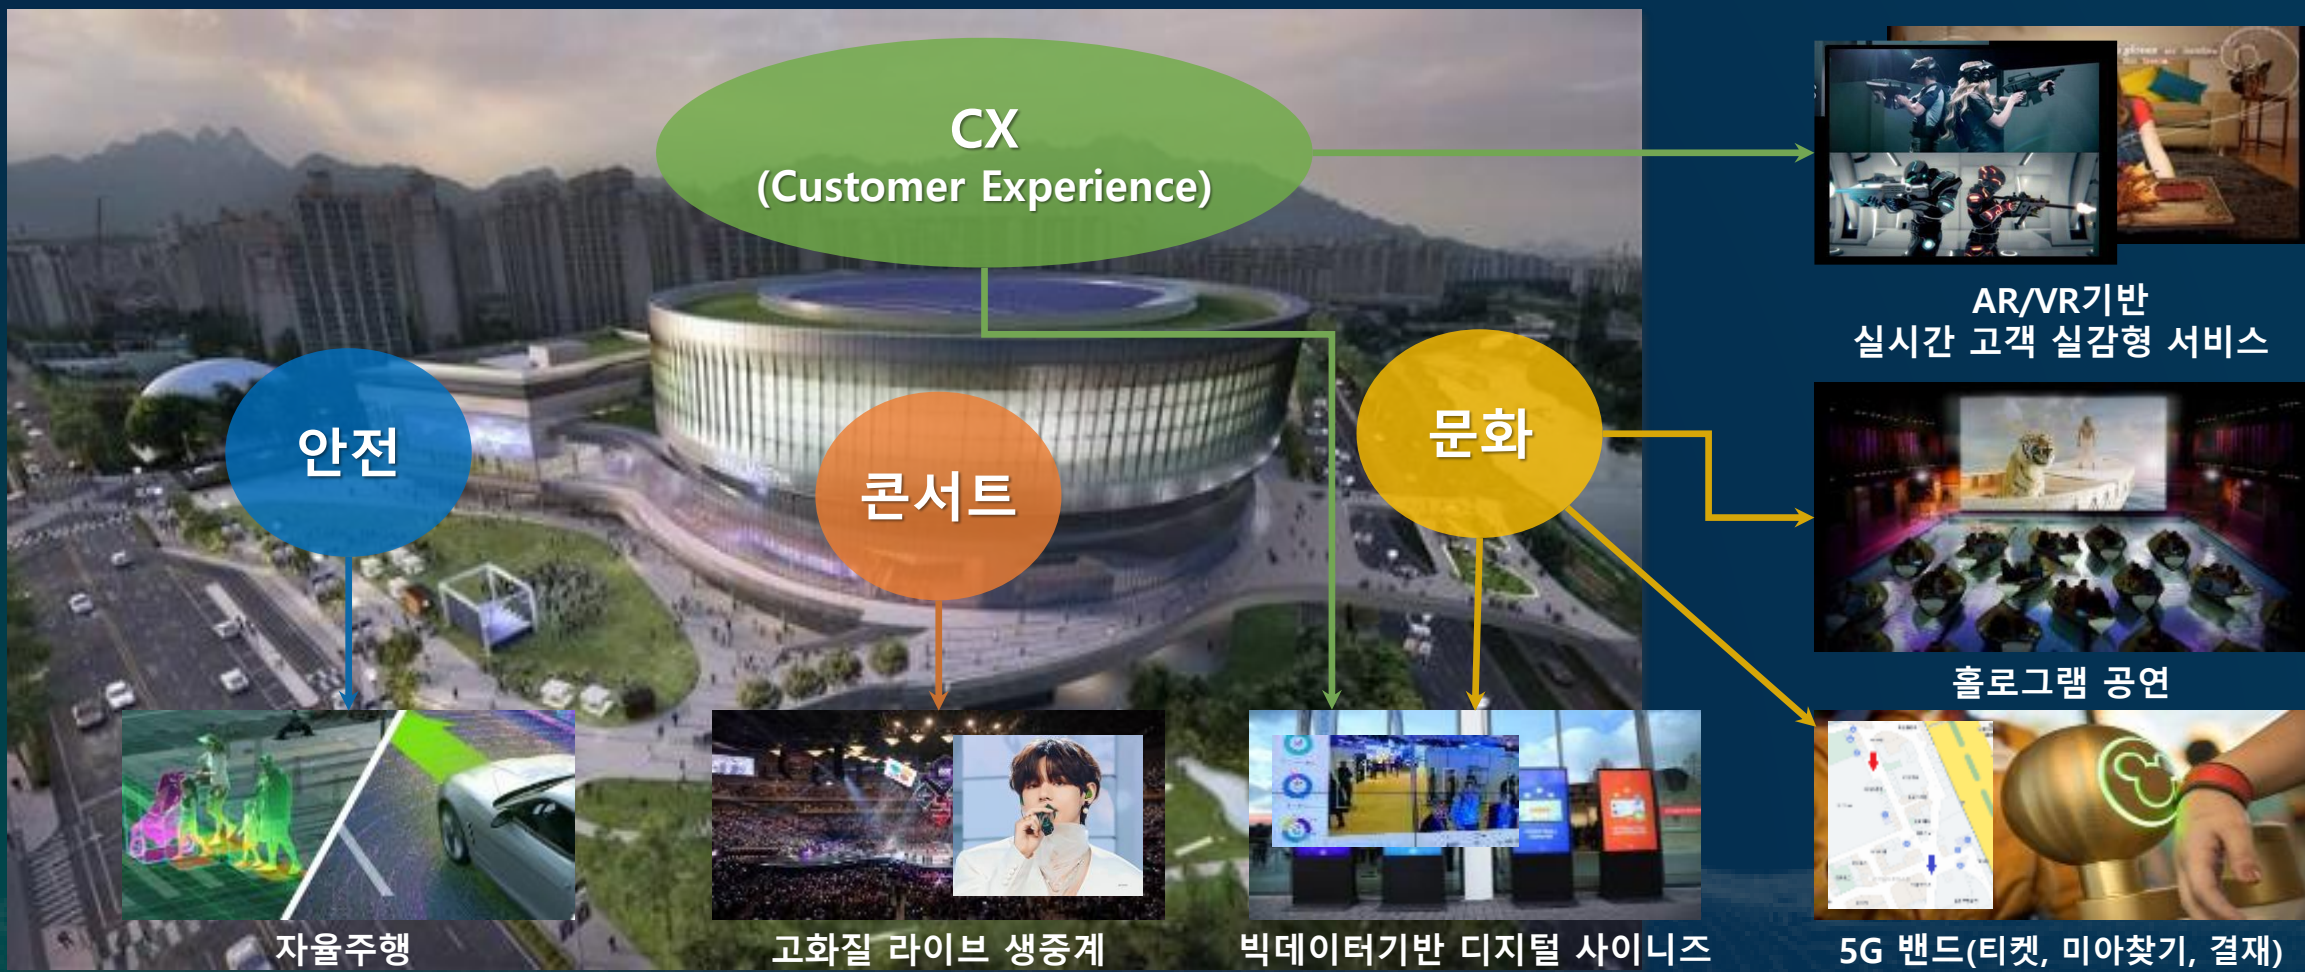 CX
(Customer Experience)
안전
콘서트
문화
AR/VR기반
실시간 고객 실감형 서비스
홀로그램 공연
자율주행
고화질 라이브 생중계
빅데이터기반 디지털 사이니즈
5G 밴드(티켓, 미아찾기, 결재)